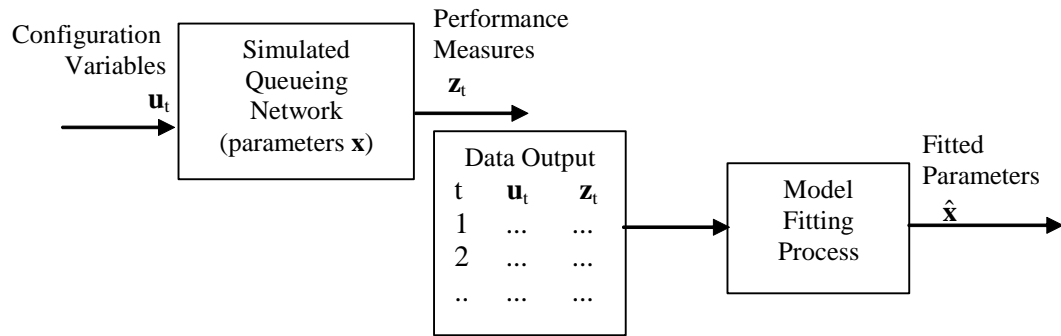 Configuration
Variables
u_t
Simulated
Queueing
Network
(parameters x)
Performance
Measures
z_t
Data Output
t u_t z_t
1 ... ...
2 ... ...
.. ... ...
Model
Fitting
Process
Fitted
Parameters
x̂